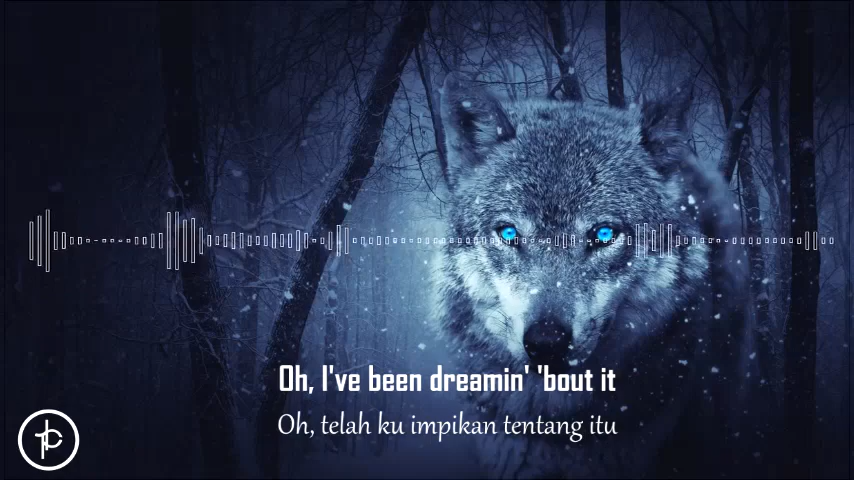 Oh, I've been dreamin' 'bout it
Oh, telah ku impikan tentang itu